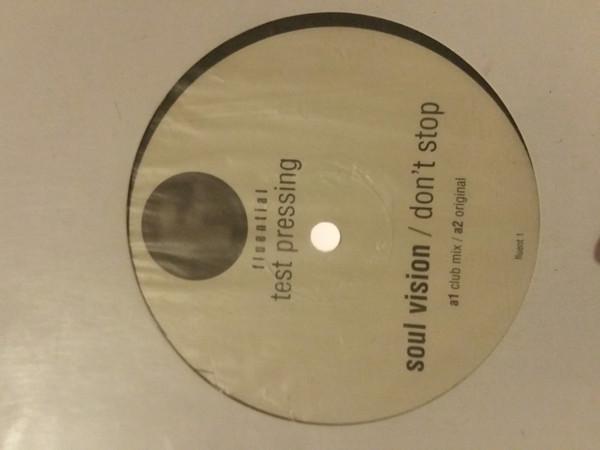 fluential
test pressing
soul vision / don't stop
a1 club mix / a2 original
fluent 1